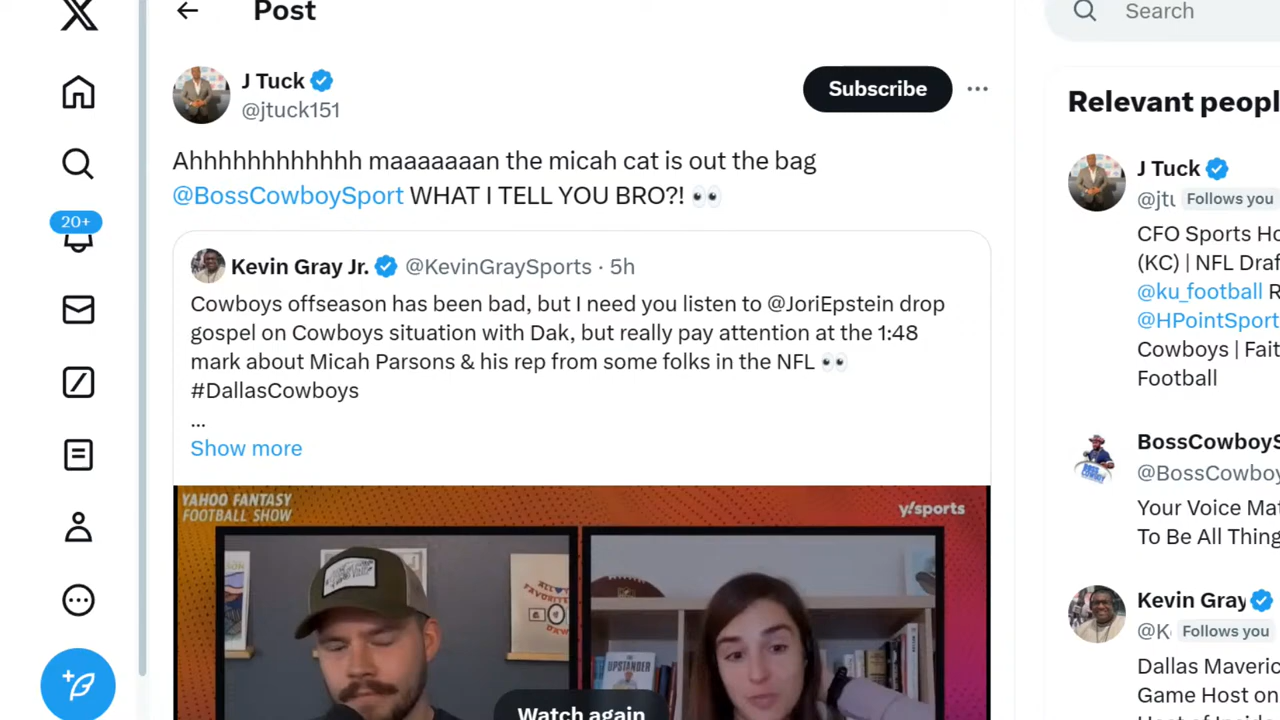 Post
Search
J Tuck
@jtuck151
Subscribe
Ahhhhhhhhhhhh maaaaaaan the micah cat is out the bag
@BossCowboySport WHAT I TELL YOU BRO?! 👀
20+
Kevin Gray Jr. @KevinGraySports · 5h
Cowboys offseason has been bad, but I need you listen to @JoriEpstein drop
gospel on Cowboys situation with Dak, but really pay attention at the 1:48
mark about Micah Parsons & his rep from some folks in the NFL 👀
#DallasCowboys
...
Show more
YAHOO FANTASY
FOOTBALL SHOW
y!sports
THE
UPSTANDER
Watch again
Relevant peopl
J Tuck
@jtu Follows you
CFO Sports Ho
(KC) | NFL Draf
@ku_football R
@HPointSport
Cowboys | Fait
Football
BossCowboyS
@BossCowboy
Your Voice Mat
To Be All Thing
Kevin Gray
@K Follows you
Dallas Maveric
Game Host on